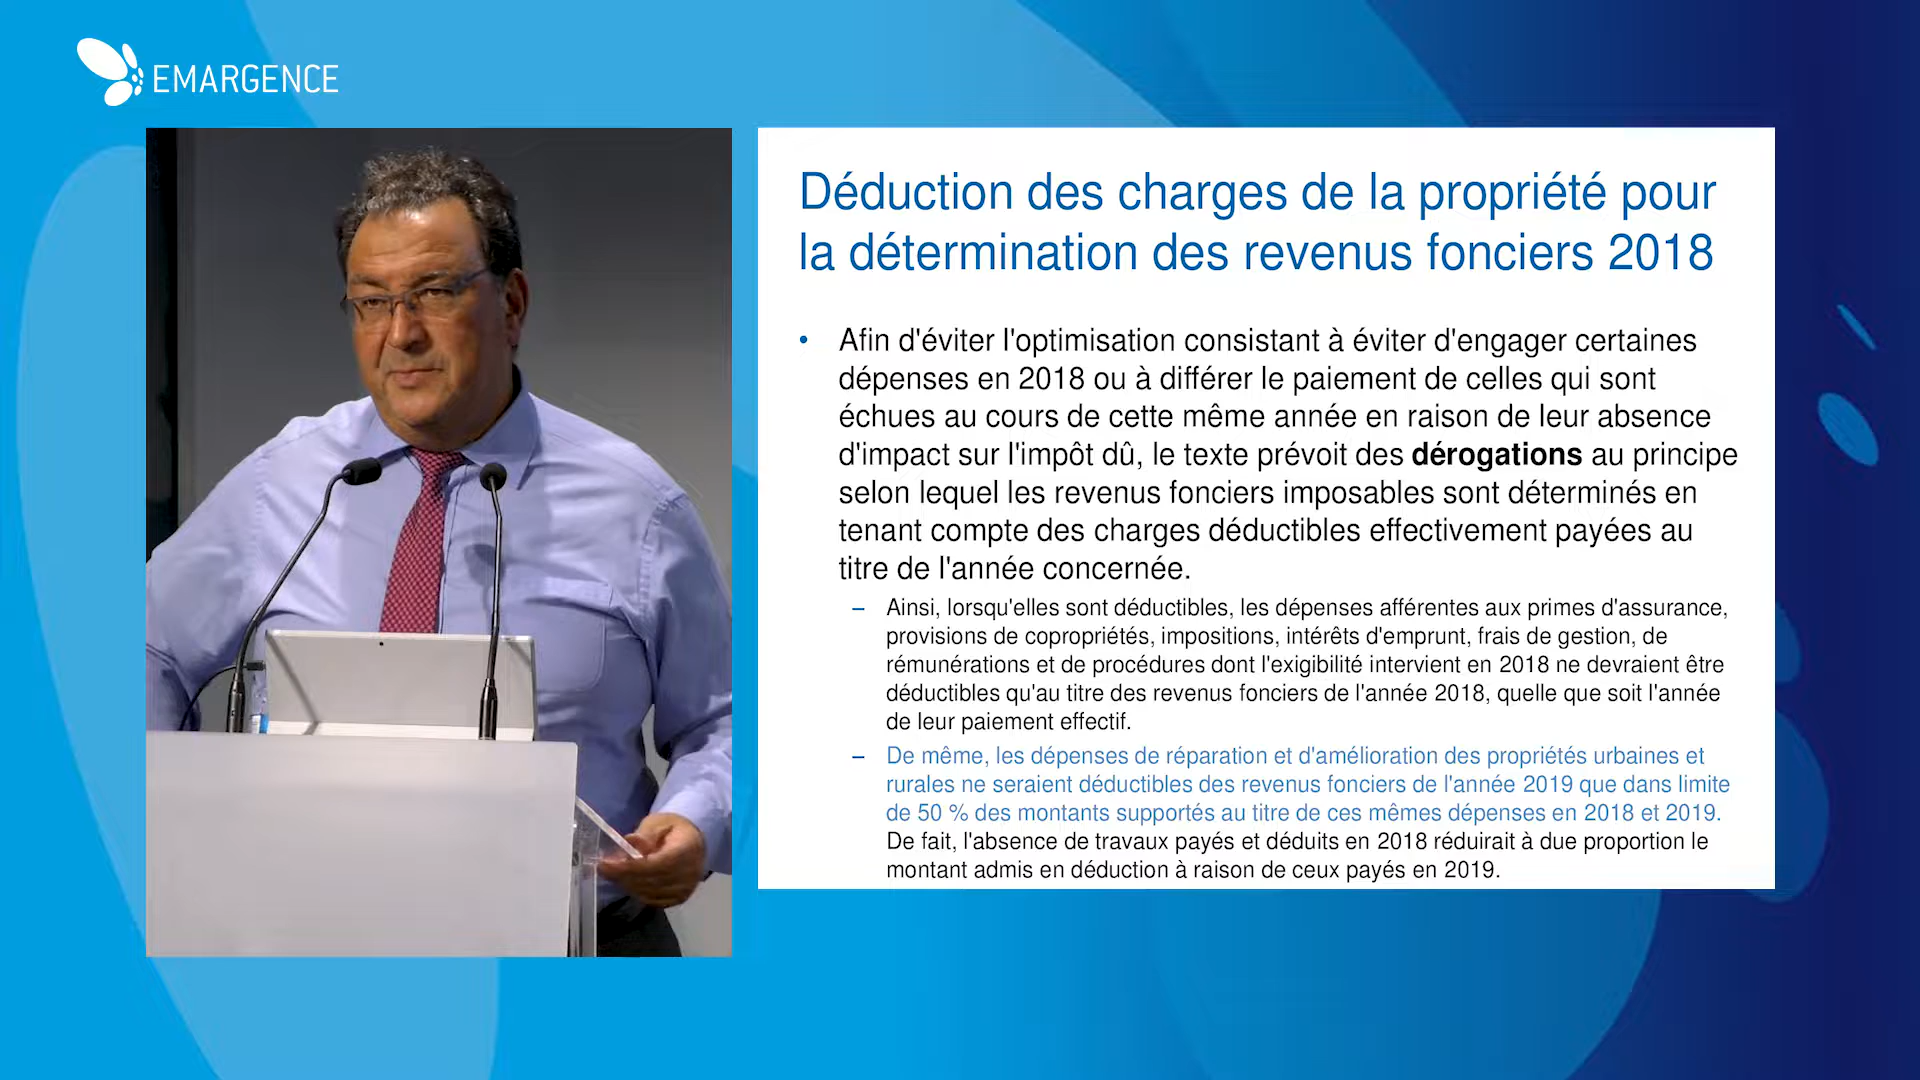 EMARGENCE
Déduction des charges de la propriété pour
la détermination des revenus fonciers 2018
• Afin d'éviter l'optimisation consistant à éviter d'engager certaines
dépenses en 2018 ou à différer le paiement de celles qui sont
échues au cours de cette même année en raison de leur absence
d'impact sur l'impôt dû, le texte prévoit des dérogations au principe
selon lequel les revenus fonciers imposables sont déterminés en
tenant compte des charges déductibles effectivement payées au
titre de l'année concernée.
– Ainsi, lorsqu'elles sont déductibles, les dépenses afférentes aux primes d'assurance,
provisions de copropriétés, impositions, intérêts d'emprunt, frais de gestion, de
rémunérations et de procédures dont l'exigibilité intervient en 2018 ne devraient être
déductibles qu'au titre des revenus fonciers de l'année 2018, quelle que soit l'année
de leur paiement effectif.
– De même, les dépenses de réparation et d'amélioration des propriétés urbaines et
rurales ne seraient déductibles des revenus fonciers de l'année 2019 que dans limite
de 50 % des montants supportés au titre de ces mêmes dépenses en 2018 et 2019.
De fait, l'absence de travaux payés et déduits en 2018 réduirait à due proportion le
montant admis en déduction à raison de ceux payés en 2019.